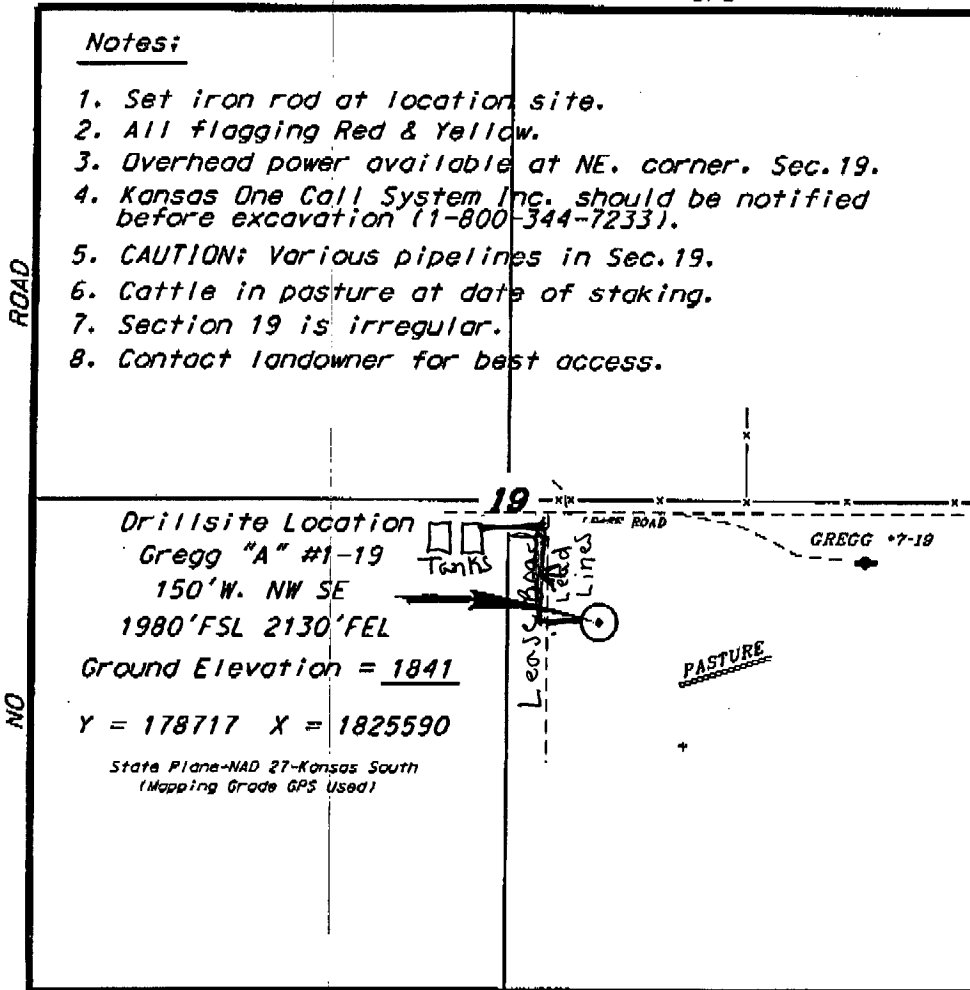 Notes:
1. Set iron rod at location site.
2. All flagging Red & Yellow.
3. Overhead power available at NE. corner. Sec.19.
4. Kansas One Call System Inc. should be notified
before excavation (1-800-344-7233).
5. CAUTION: Various pipelines in Sec.19.
6. Cattle in pasture at date of staking.
7. Section 19 is irregular.
8. Contact landowner for best access.
ROAD
NO
19
ROAD
Drillsite Location
Gregg "A" #1-19
150'W. NW SE
1980'FSL 2130'FEL
Ground Elevation = 1841
Y = 178717 X = 1825590
State Plane-NAD 27-Kansas South
(Mapping Grade GPS Used)
Tanks
Lease
Lead
Lines
GREGG #7-19
PASTURE